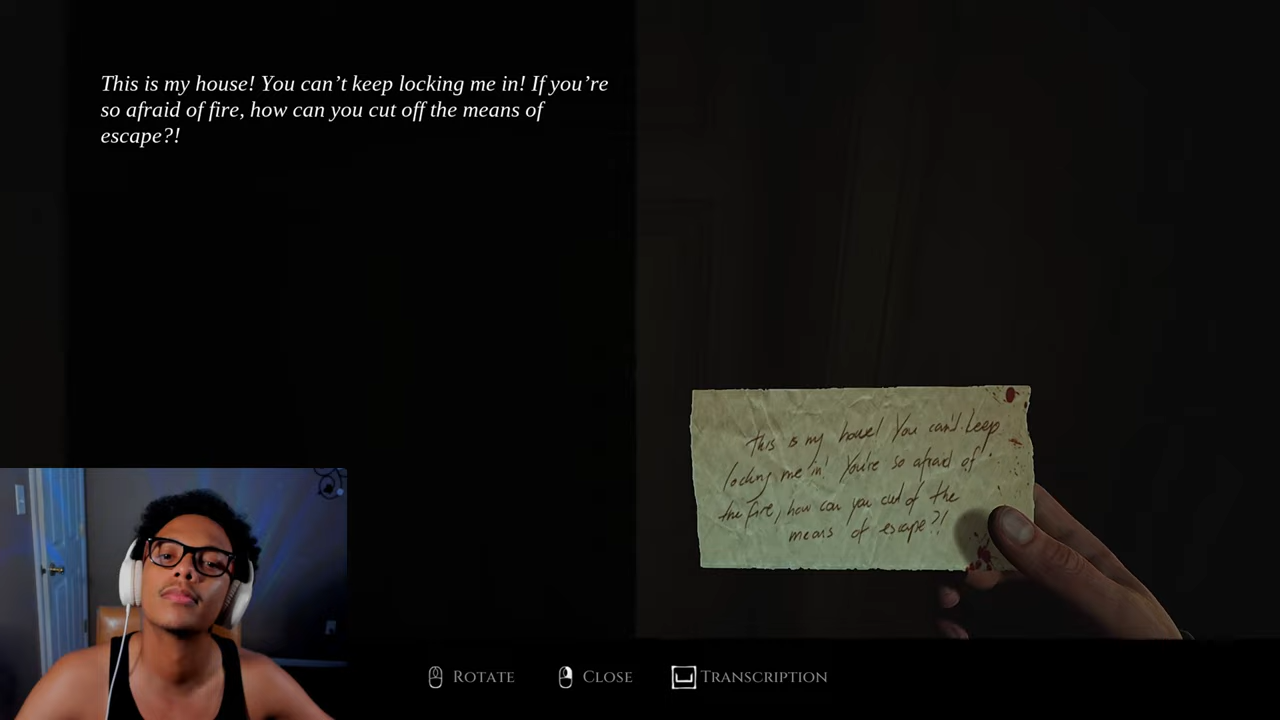 This is my house! You can’t keep locking me in! If you’re
so afraid of fire, how can you cut off the means of
escape?!
This is my house! You can't keep
locking me in! You're so afraid of
the fire, how can you cut of the
means of escape?!
ROTATE CLOSE TRANSCRIPTION